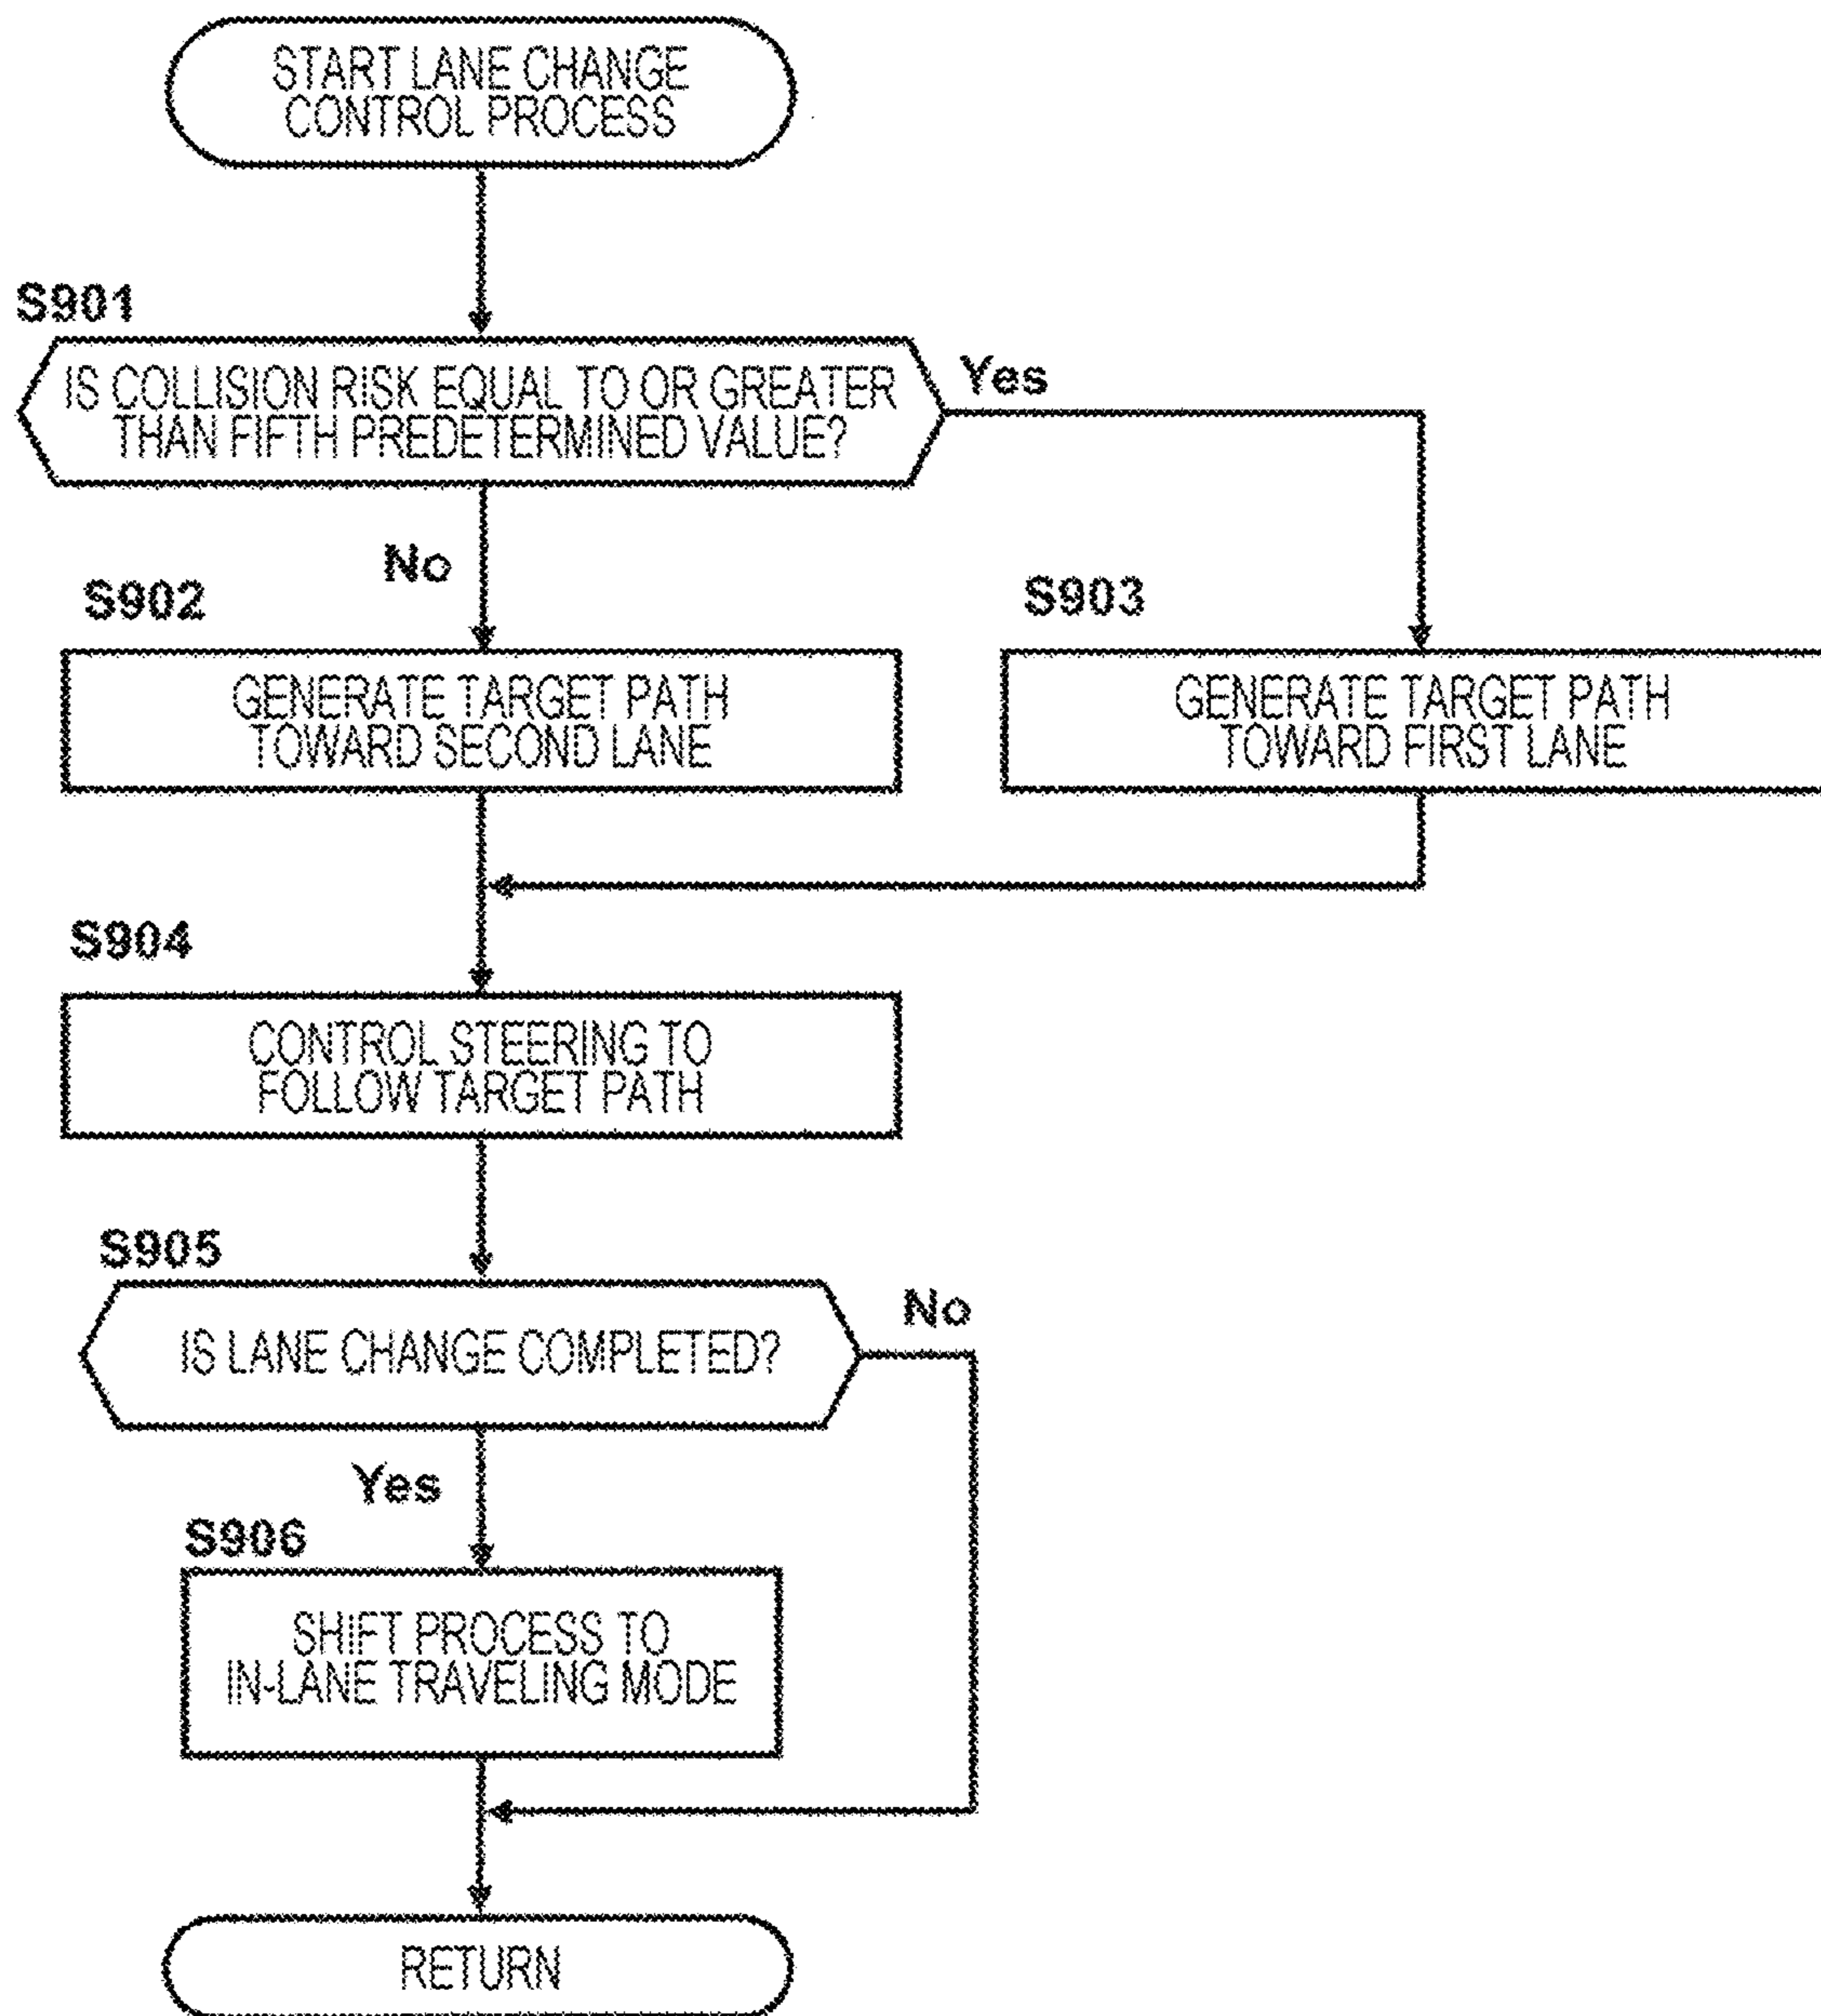 START LANE CHANGE
CONTROL PROCESS
S901
IS COLLISION RISK EQUAL TO OR GREATER
THAN FIFTH PREDETERMINED VALUE?
Yes
No
S902
GENERATE TARGET PATH
TOWARD SECOND LANE
S903
GENERATE TARGET PATH
TOWARD FIRST LANE
S904
CONTROL STEERING TO
FOLLOW TARGET PATH
S905
IS LANE CHANGE COMPLETED?
No
Yes
S906
SHIFT PROCESS TO
IN-LANE TRAVELING MODE
RETURN